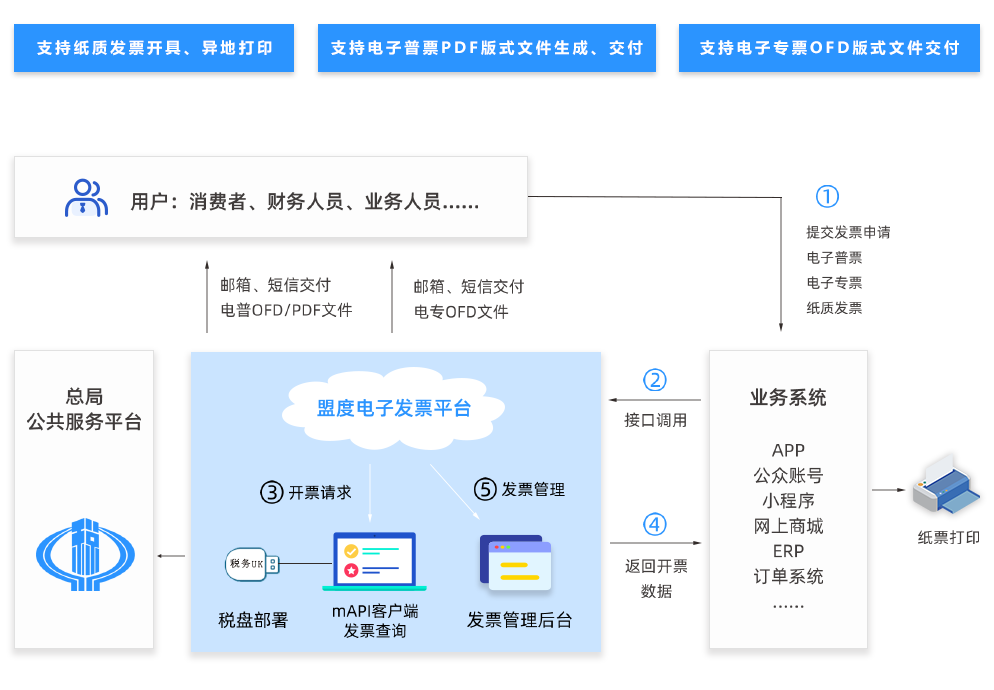 支持纸质发票开具、异地打印
支持电子普票PDF版式文件生成、交付
支持电子专票OFD版式文件交付
用户：消费者、财务人员、业务人员......
①
提交发票申请
电子普票
电子专票
纸质发票
邮箱、短信交付
电普OFD/PDF文件
邮箱、短信交付
电专OFD文件
总局
公共服务平台
盟度电子发票平台
③开票请求
⑤发票管理
税务UK
税盘部署
mAPI客户端
发票查询
发票管理后台
②
接口调用
④
返回开票
数据
业务系统
APP
公众账号
小程序
网上商城
ERP
订单系统
......
纸票打印